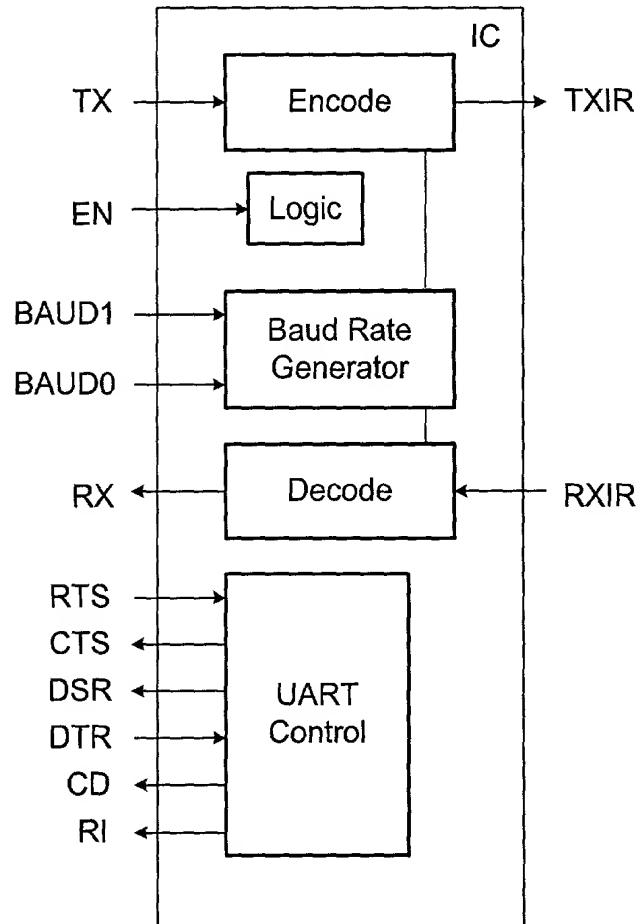 IC
TX
Encode
TXIR
EN
Logic
BAUD1
Baud Rate
Generator
BAUD0
RX
Decode
RXIR
RTS
CTS
DSR
UART
Control
DTR
CD
RI